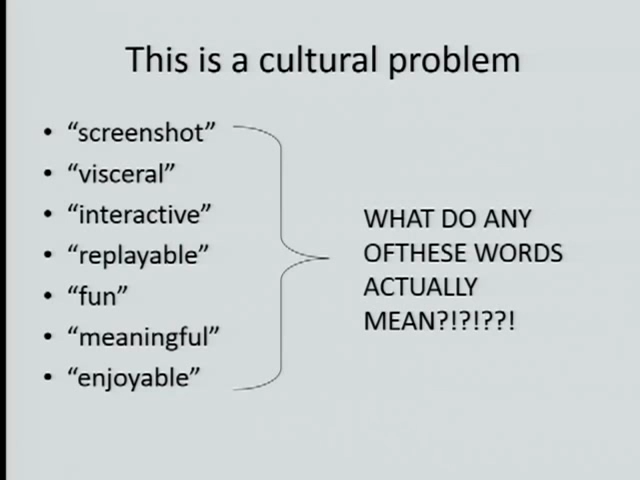 This is a cultural problem
• “screenshot”
• “visceral”
• “interactive”
• “replayable”
• “fun”
• “meaningful”
• “enjoyable”
WHAT DO ANY
OFTHESE WORDS
ACTUALLY
MEAN?!?!??!